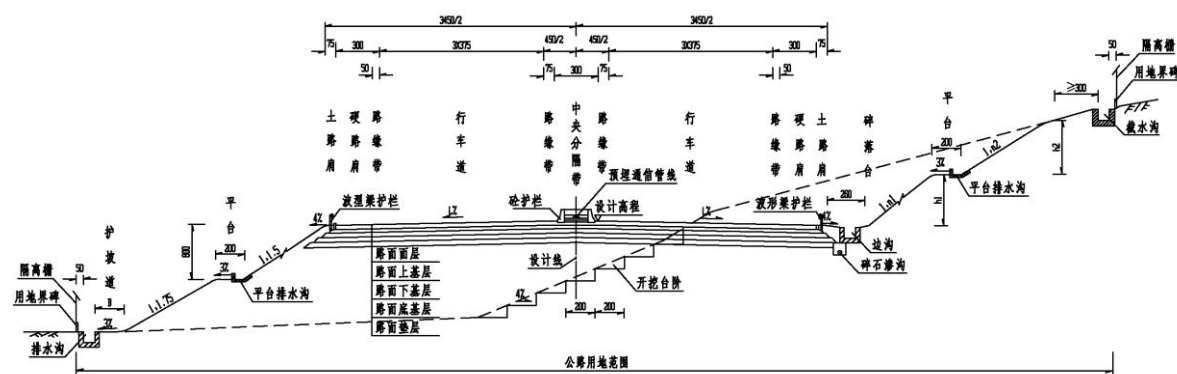 3450/2
3450/2
75
300
3X375
450/2
450/2
3X375
300
75
50
75
300
75
50
50
隔离栅
用地界碑
≥300
截水沟
土路肩
硬路肩
路缘带
行车道
路缘带
中央分隔带
路缘带
行车道
路缘带
硬路肩
土路肩
碎落台
平台
200
1:n2
h2
3%
平台排水沟
预埋通信管线
波型梁护栏
砼护栏
设计高程
波形梁护栏
260
1:n1
h1
4%
4%
平台
200
800
1:1.5
3%
平台排水沟
护坡道
隔离栅
50
用地界碑
B
3%
1:1.75
排水沟
边沟
碎石渗沟
路面面层
路面上基层
路面下基层
路面底基层
路面垫层
设计线
开挖台阶
4%
200
200
公路用地范围